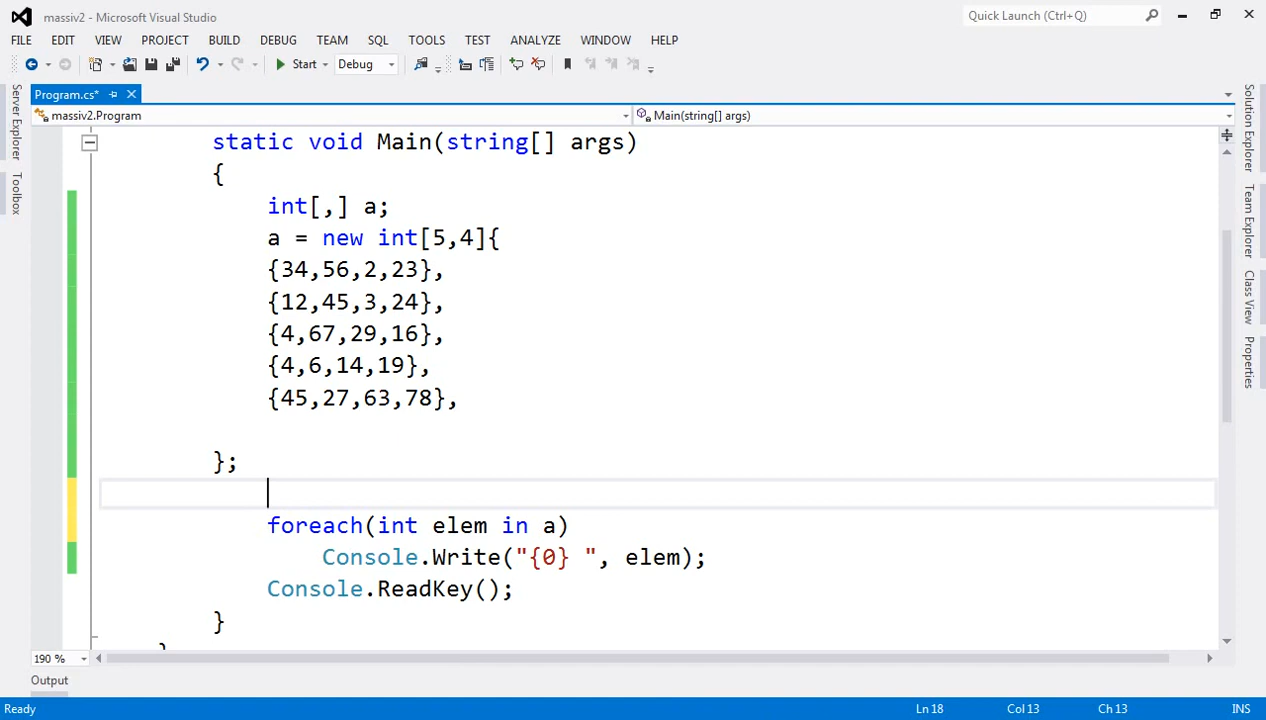 massiv2 - Microsoft Visual Studio
Quick Launch (Ctrl+Q)
FILE EDIT VIEW PROJECT BUILD DEBUG TEAM SQL TOOLS TEST ANALYZE WINDOW HELP
Start Debug
Program.cs*
massiv2.Program Main(string[] args)
Server Explorer
Toolbox
static void Main(string[] args)
{
int[,] a;
a = new int[5,4]{
{34,56,2,23},
{12,45,3,24},
{4,67,29,16},
{4,6,14,19},
{45,27,63,78},
};
foreach(int elem in a)
Console.Write("{0} ", elem);
Console.ReadKey();
}
Solution Explorer
Team Explorer
Class View
Properties
190 %
Output
Ready Ln 18 Col 13 Ch 13 INS